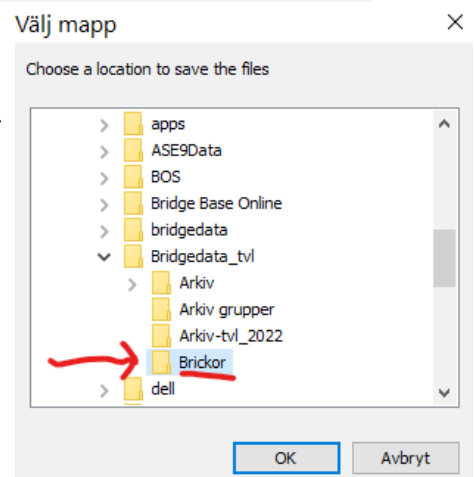 Välj mapp
Choose a location to save the files
apps
ASE9Data
BOS
Bridge Base Online
bridgedata
Bridgedata_tvl
Arkiv
Arkiv grupper
Arkiv-tvl_2022
Brickor
dell
OK Avbryt